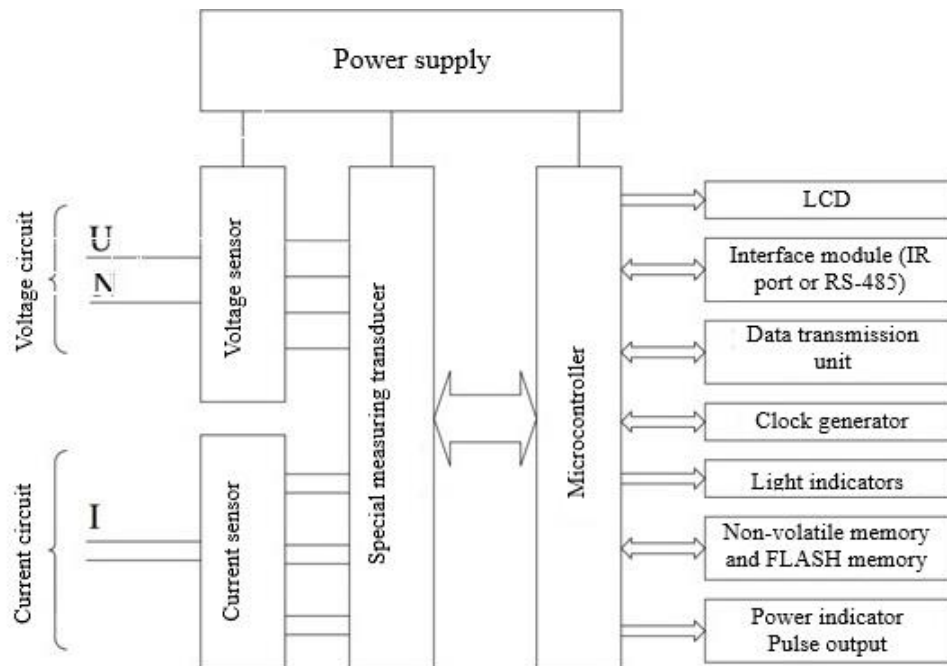 Power supply
Voltage circuit
U
N
Voltage sensor
Current circuit
I
Current sensor
Special measuring transducer
Microcontroller
LCD
Interface module (IR
port or RS-485)
Data transmission
unit
Clock generator
Light indicators
Non-volatile memory
and FLASH memory
Power indicator
Pulse output